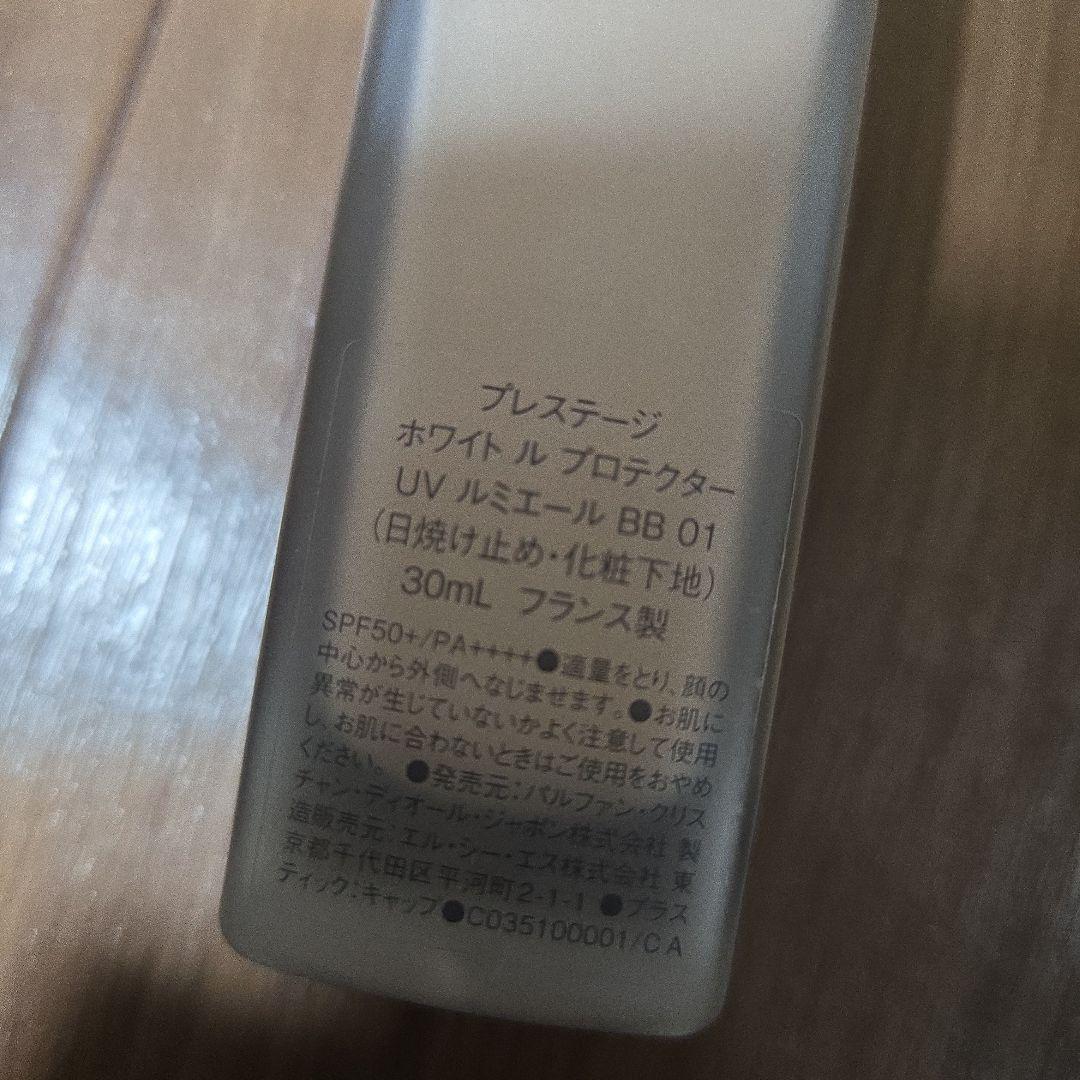 プレステージ
ホワイト ル プロテクター
UV ルミエール BB 01
（日焼け止め・化粧下地）
30mL フランス製
SPF50+/PA++++●適量をとり、顔の
中心から外側へなじませます。●お肌に
異常が生じていないかよく注意して使用
し、お肌に合わないときはご使用をおやめ
ください。 ●発売元：パルファン・クリス
チャン・ディオール・ジャポン株式会社 製
造販売元：エル・シー・エス株式会社 東
京都千代田区平河町2-1-1 ●プラス
ティック：キャップ●C035100001/C A